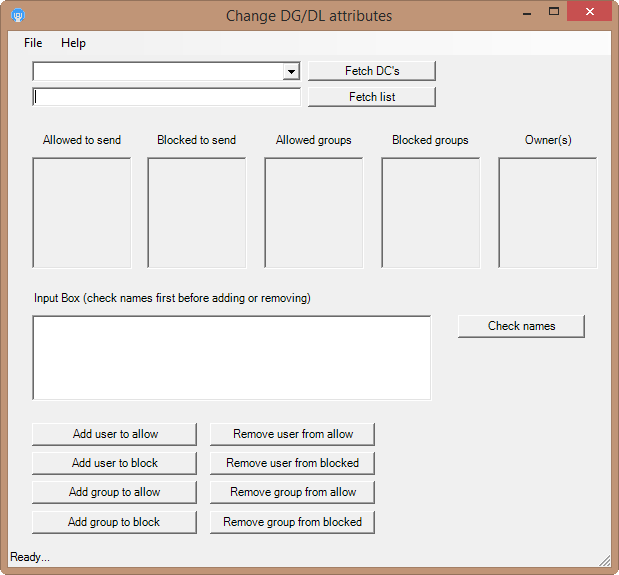 Change DG/DL attributes
File Help
Fetch DC's
Fetch list
Allowed to send Blocked to send Allowed groups Blocked groups Owner(s)
Input Box (check names first before adding or removing)
Check names
Add user to allow Remove user from allow
Add user to block Remove user from blocked
Add group to allow Remove group from allow
Add group to block Remove group from blocked
Ready...